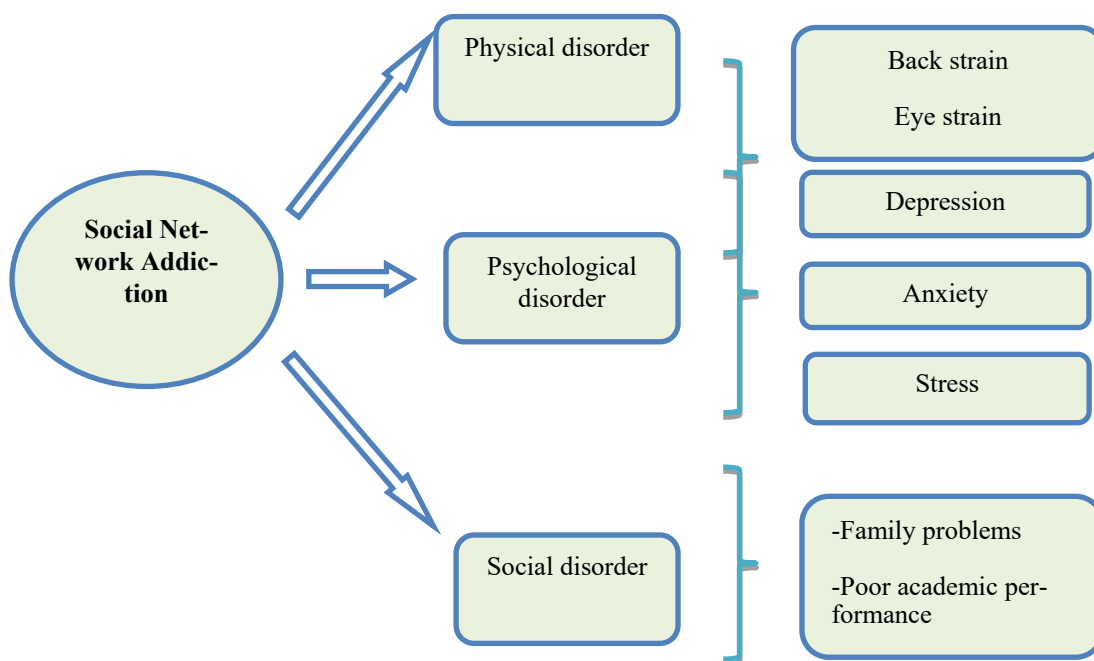 Social Net-
work Addic-
tion
Physical disorder
Back strain
Eye strain
Psychological
disorder
Depression
Anxiety
Stress
Social disorder
-Family problems
-Poor academic per-
formance